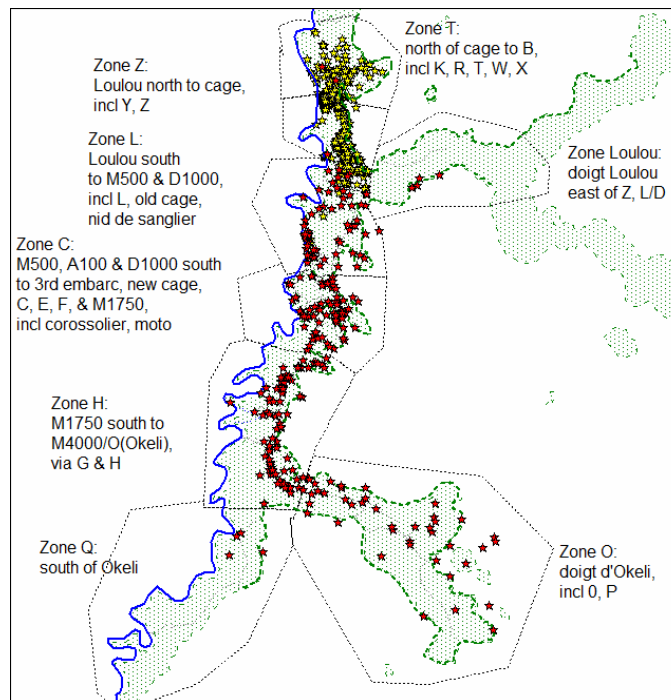 Zone T:
north of cage to B,
incl K, R, T, W, X
Zone Z:
Loulou north to cage,
incl Y, Z
Zone L:
Loulou south
to M500 & D1000,
incl L, old cage,
nid de sanglier
Zone Loulou:
doigt Loulou
east of Z, L/D
Zone C:
M500, A100 & D1000 south
to 3rd embarc, new cage,
C, E, F, & M1750,
incl corossolier, moto
Zone H:
M1750 south to
M4000/O(Okeli),
via G & H
Zone Q:
south of Okeli
Zone O:
doigt d'Okeli,
incl 0, P